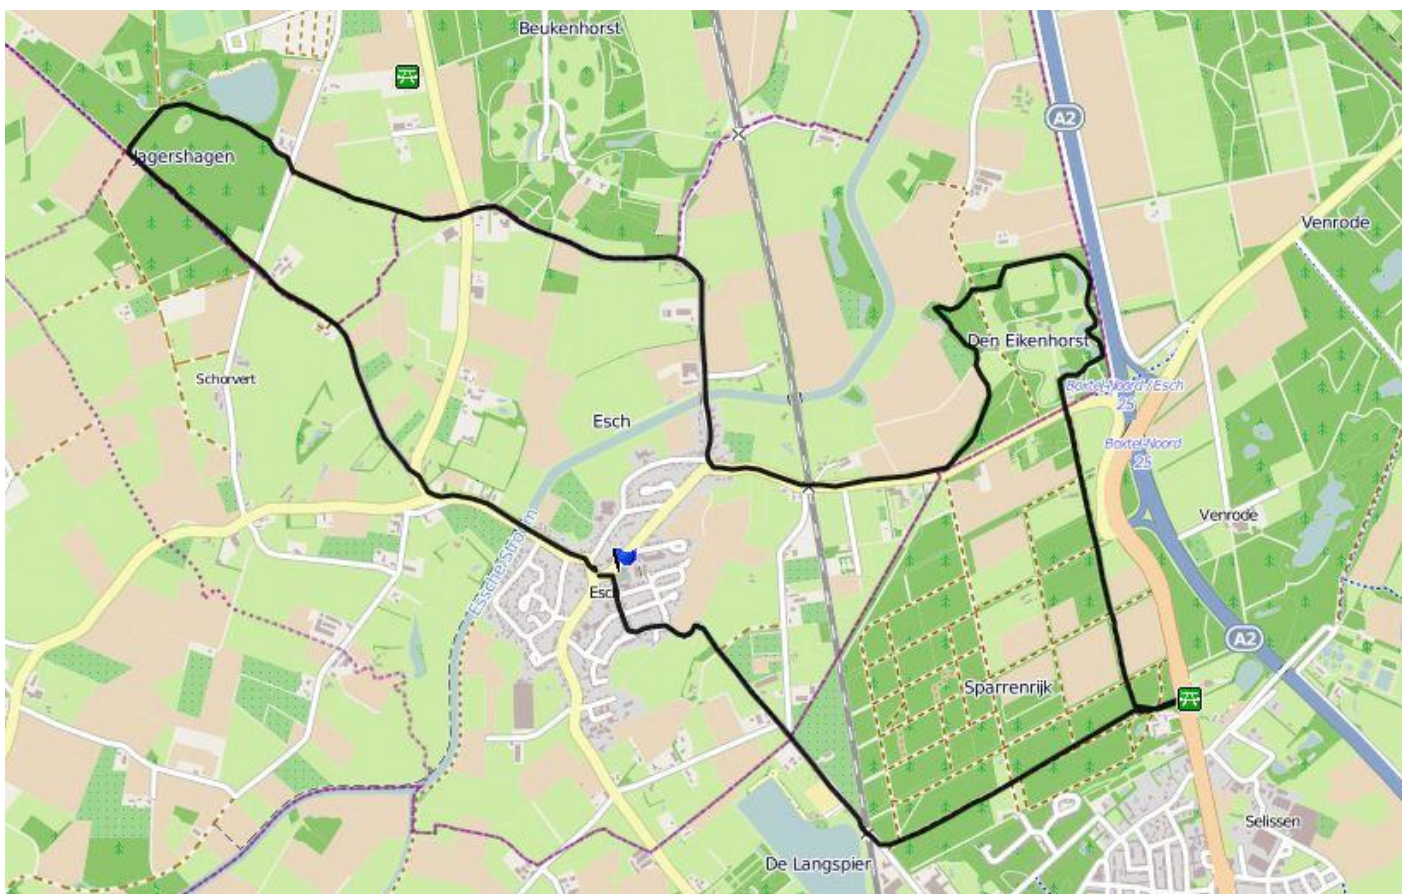 Beukenhorst
A2
Jagershagen
Venrode
Den Eikenhorst
Schorvert
Boxtel-Noord / Esch
25
Esch
Boxtel-Noord
25
Venrode
Essche Stroom
Esch
A2
Sparrenrijk
Selissen
De Langspier